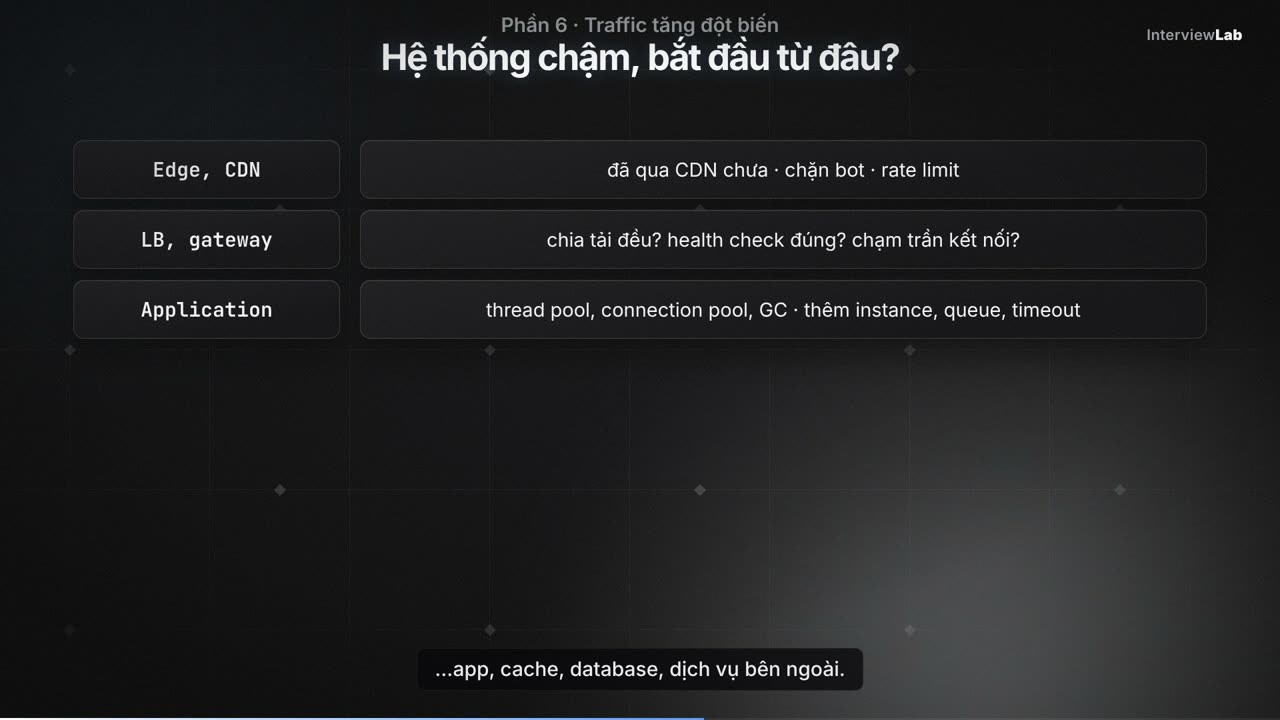 Phần 6 · Traffic tăng đột biến
InterviewLab
Hệ thống chậm, bắt đầu từ đâu?
Edge, CDN
đã qua CDN chưa · chặn bot · rate limit
LB, gateway
chia tải đều? health check đúng? chạm trần kết nối?
Application
thread pool, connection pool, GC · thêm instance, queue, timeout
...app, cache, database, dịch vụ bên ngoài.